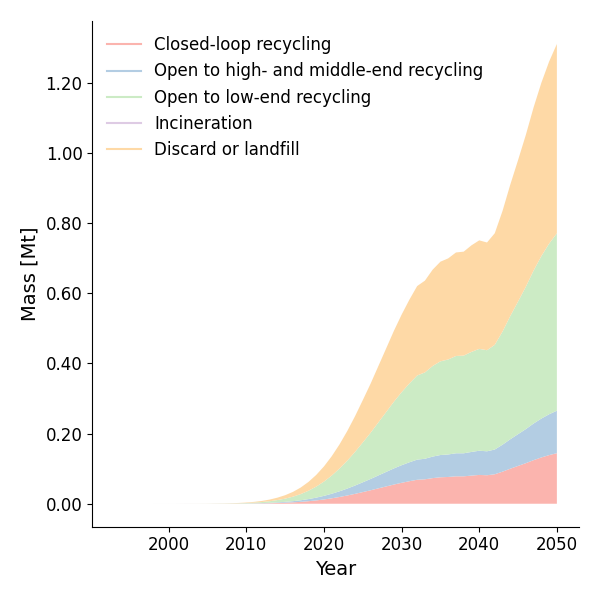 Closed-loop recycling
Open to high- and middle-end recycling
Open to low-end recycling
Incineration
Discard or landfill
1.20
1.00
0.80
0.60
0.40
0.20
0.00
Mass [Mt]
2000
2010
2020
2030
2040
2050
Year